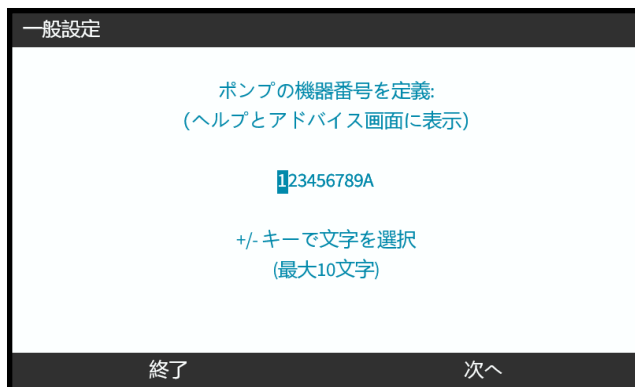 一般設定
ポンプの機器番号を定義:
(ヘルプとアドバイス画面に表示)
123456789A
+/- キーで文字を選択
(最大10文字)
終了
次へ